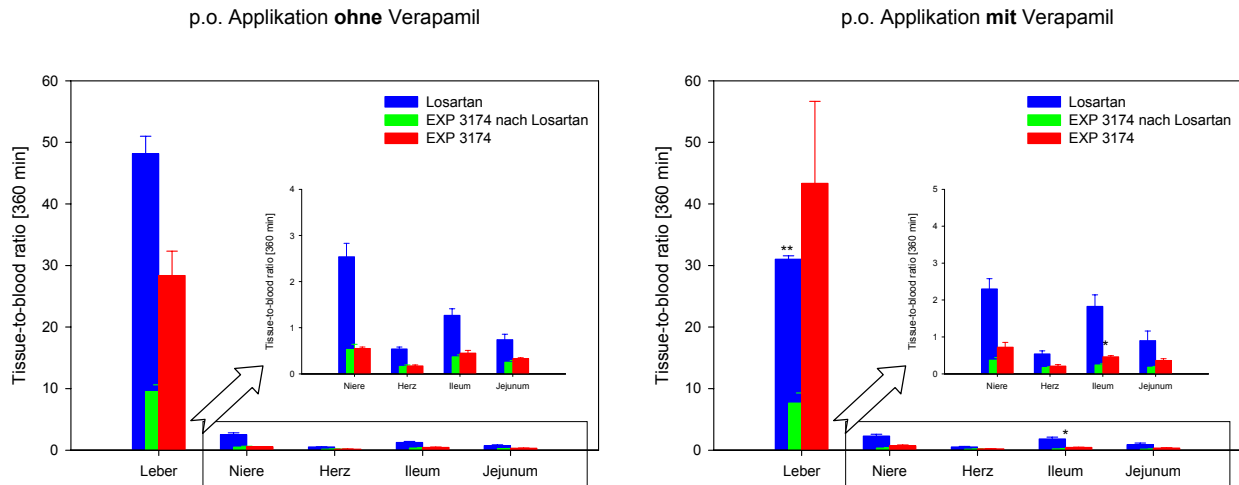 p.o. Applikation ohne Verapamil
Tissue-to-blood ratio [360 min]
60
50
40
30
20
10
0
Losartan
EXP 3174 nach Losartan
EXP 3174
Tissue-to-blood ratio [360 min]
4
3
2
1
0
Niere Herz Ileum Jejunum
Leber Niere Herz Ileum Jejunum
p.o. Applikation mit Verapamil
Tissue-to-blood ratio [360 min]
60
50
40
30
20
10
0
Losartan
EXP 3174 nach Losartan
EXP 3174
**
Tissue-to-blood ratio [360 min]
5
4
3
2
1
0
*
Niere Herz Ileum Jejunum
*
Leber Niere Herz Ileum Jejunum